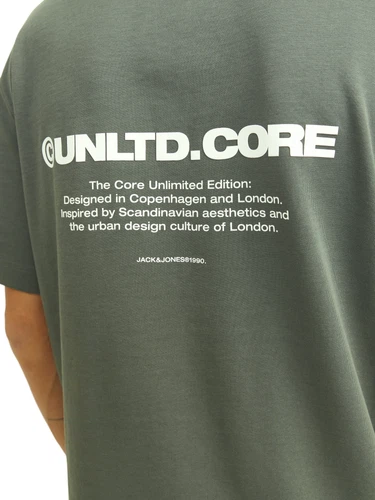 ©UNLTD.CORE
The Core Unlimited Edition:
Designed in Copenhagen and London.
Inspired by Scandinavian aesthetics and
the urban design culture of London.
JACK&JONES®1990.